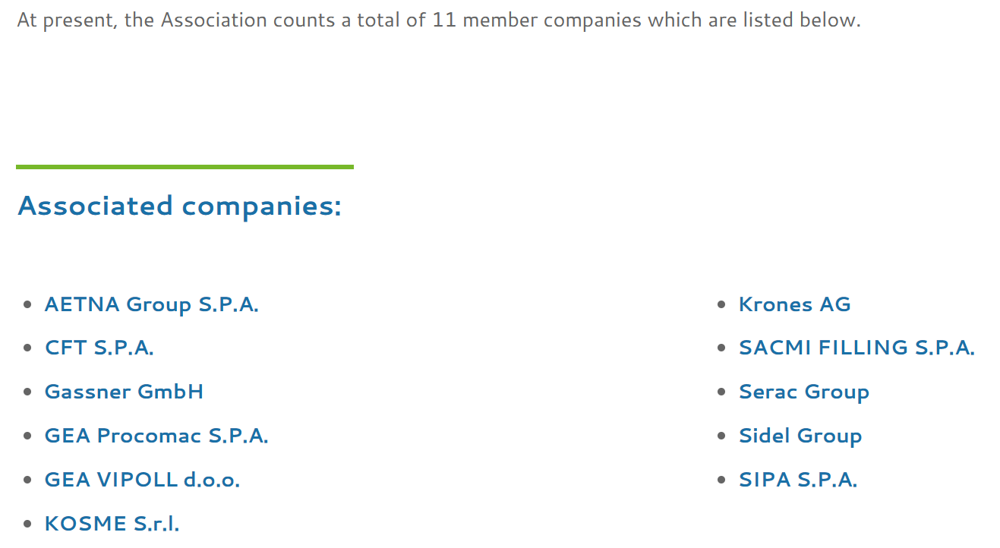 At present, the Association counts a total of 11 member companies which are listed below.
Associated companies:
AETNA Group S.P.A.
CFT S.P.A.
Gassner GmbH
GEA Procomac S.P.A.
GEA VIPOLL d.o.o.
KOSME S.r.l.
Krones AG
SACMI FILLING S.P.A.
Serac Group
Sidel Group
SIPA S.P.A.